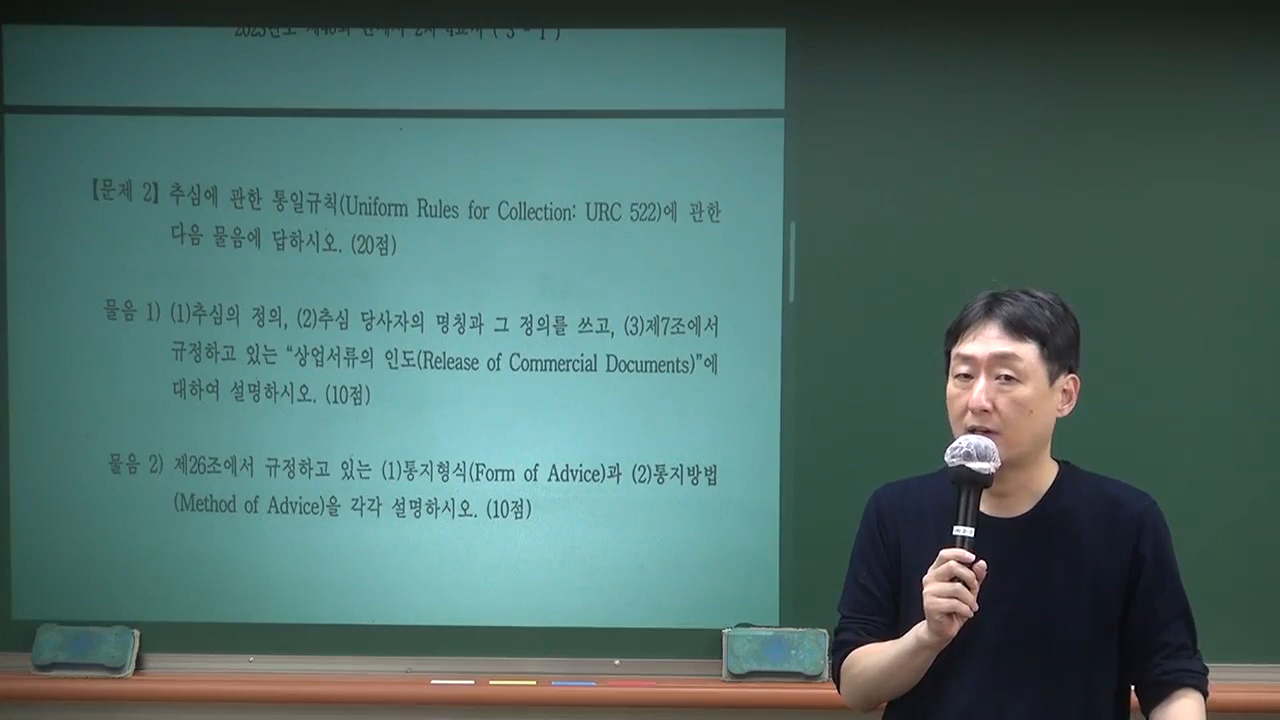 【문제 2】 추심에 관한 통일규칙(Uniform Rules for Collection: URC 522)에 관한
다음 물음에 답하시오. (20점)
물음 1) (1)추심의 정의, (2)추심 당사자의 명칭과 그 정의를 쓰고, (3)제7조에서
규정하고 있는 “상업서류의 인도(Release of Commercial Documents)”에
대하여 설명하시오. (10점)
물음 2) 제26조에서 규정하고 있는 (1)통지형식(Form of Advice)과 (2)통지방법
(Method of Advice)을 각각 설명하시오. (10점)